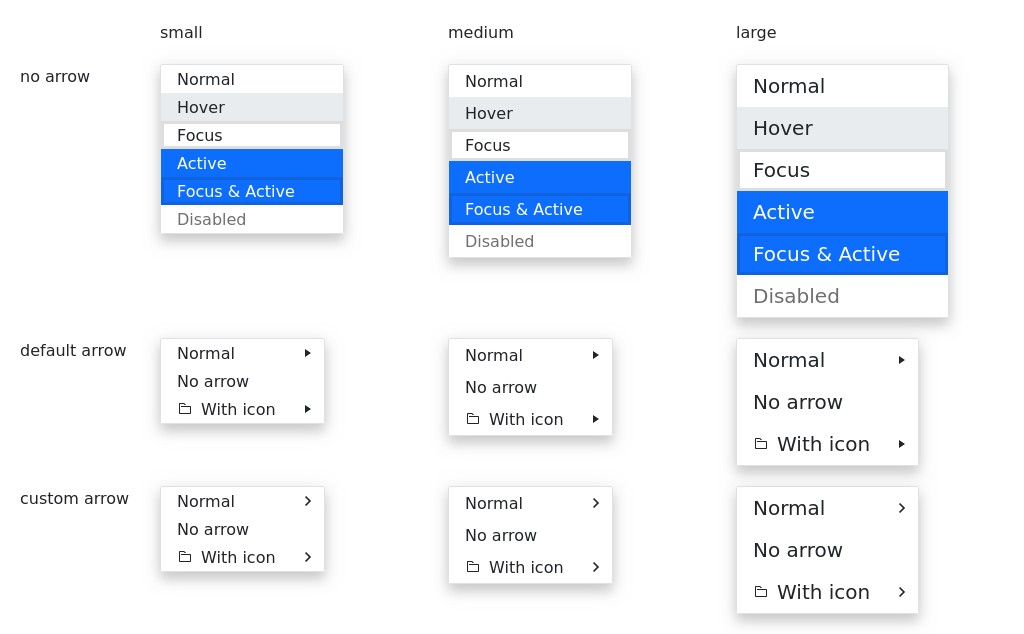 small medium large
no arrow
Normal
Hover
Focus
Active
Focus & Active
Disabled
Normal
Hover
Focus
Active
Focus & Active
Disabled
Normal
Hover
Focus
Active
Focus & Active
Disabled
default arrow
Normal
No arrow
With icon
Normal
No arrow
With icon
Normal
No arrow
With icon
custom arrow
Normal
No arrow
With icon
Normal
No arrow
With icon
Normal
No arrow
With icon